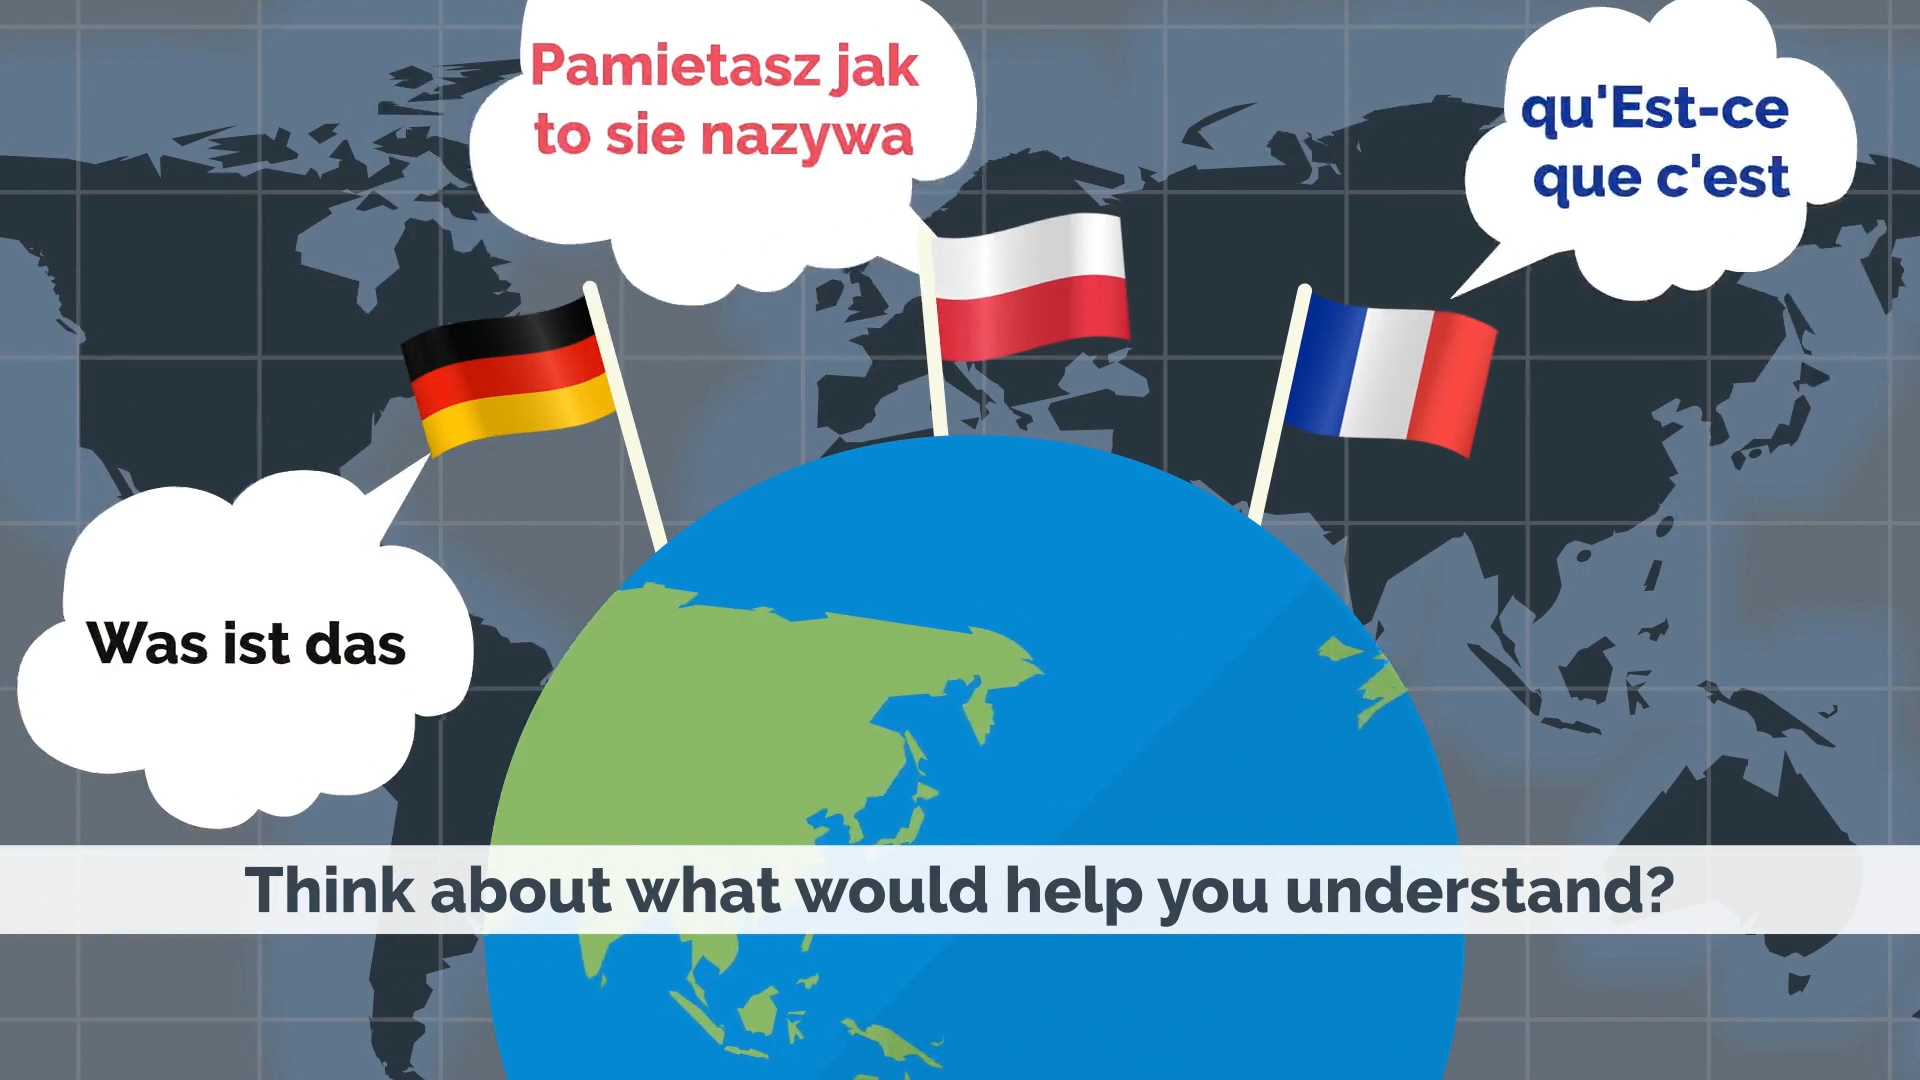 Pamietasz jak
to sie nazywa
qu'Est-ce
que c'est
Was ist das
Think about what would help you understand?